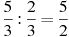 5/3 : 2/3 = 5/2